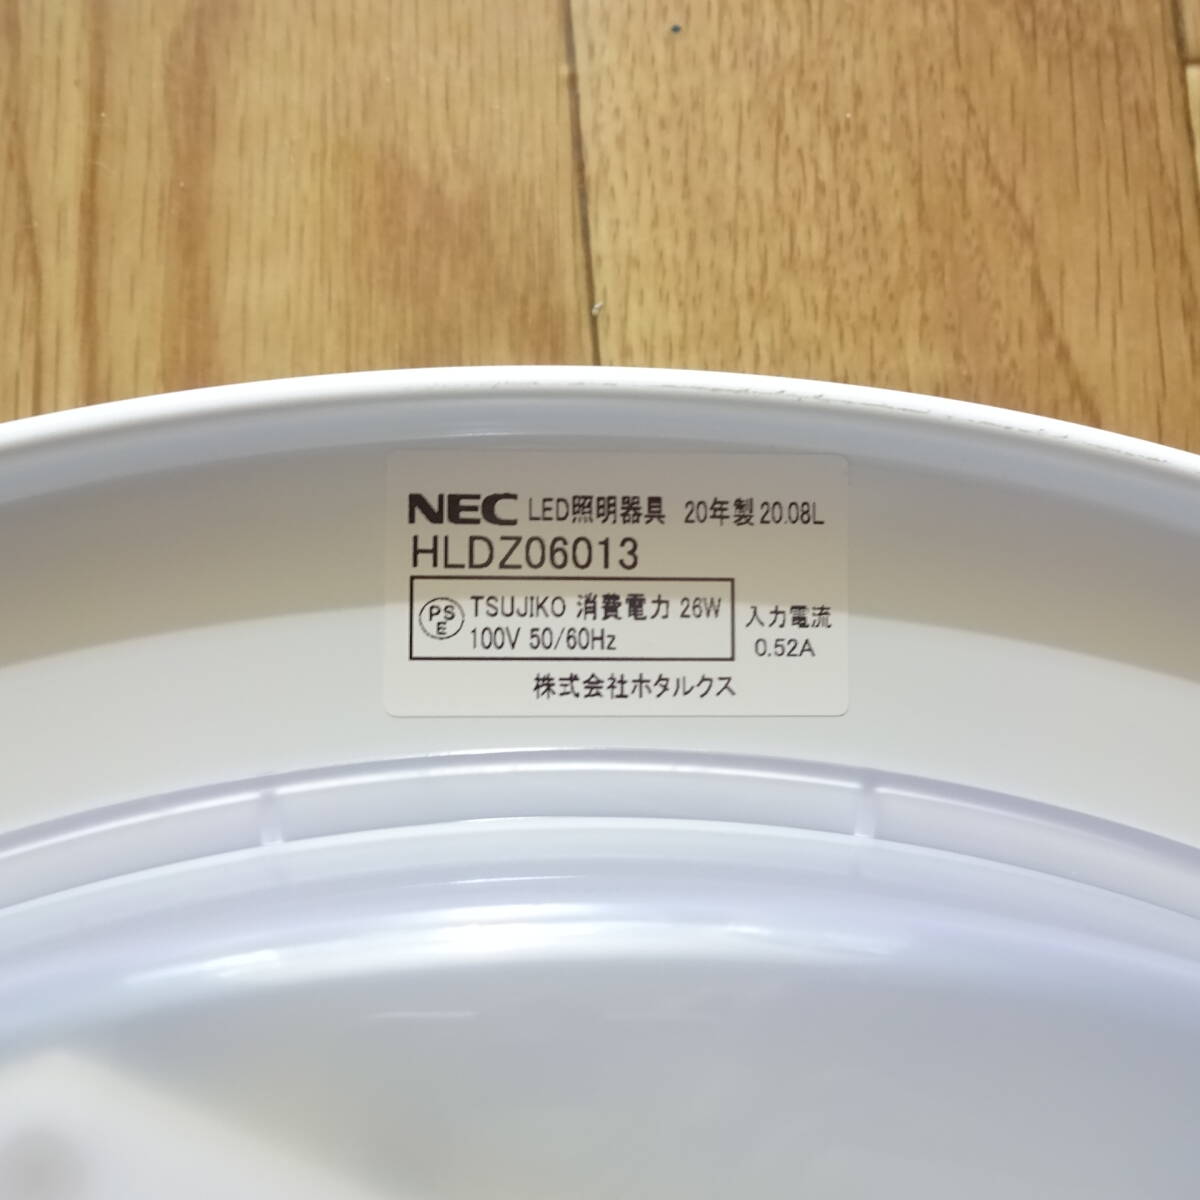 NEC LED照明器具 20年製 20.08L
HLDZ06013
PSE TSUJIKO 消費電力 26W
100V 50/60Hz
入力電流
0.52A
株式会社ホタルクス